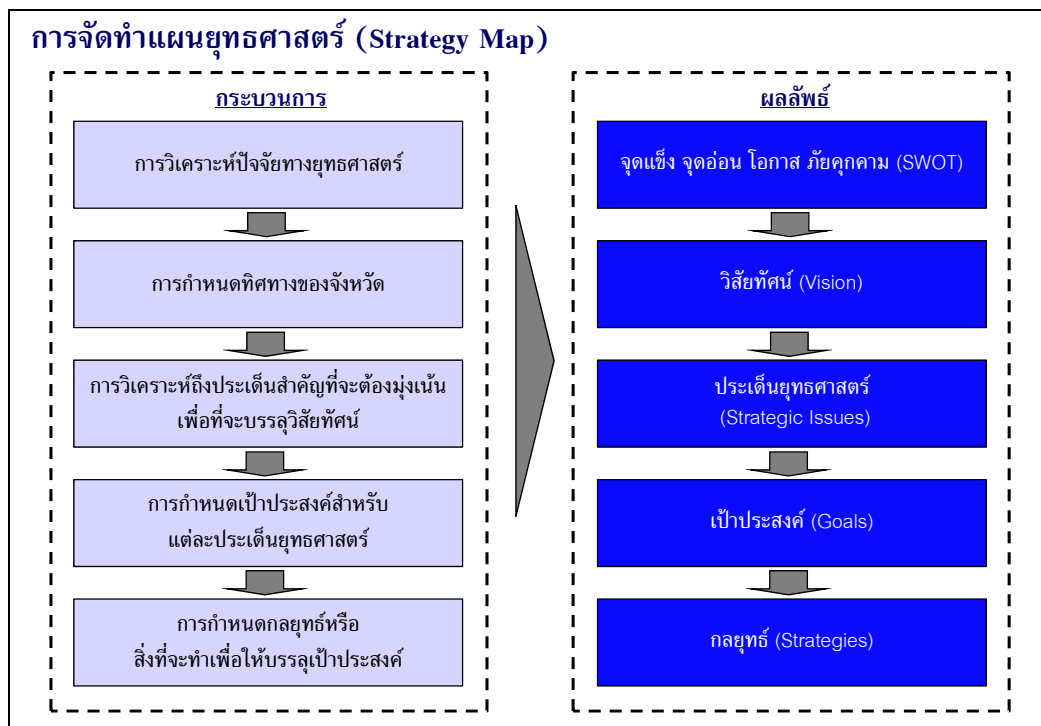 การจัดทำแผนยุทธศาสตร์ (Strategy Map)
กระบวนการ
การวิเคราะห์ปัจจัยทางยุทธศาสตร์
การกำหนดทิศทางของจังหวัด
การวิเคราะห์ถึงประเด็นสำคัญที่จะต้องมุ่งเน้น
เพื่อที่จะบรรลุวิสัยทัศน์
การกำหนดเป้าประสงค์สำหรับ
แต่ละประเด็นยุทธศาสตร์
การกำหนดกลยุทธ์หรือ
สิ่งที่จะทำเพื่อให้บรรลุเป้าประสงค์
ผลลัพธ์
จุดแข็ง จุดอ่อน โอกาส ภัยคุกคาม (SWOT)
วิสัยทัศน์ (Vision)
ประเด็นยุทธศาสตร์
(Strategic Issues)
เป้าประสงค์ (Goals)
กลยุทธ์ (Strategies)